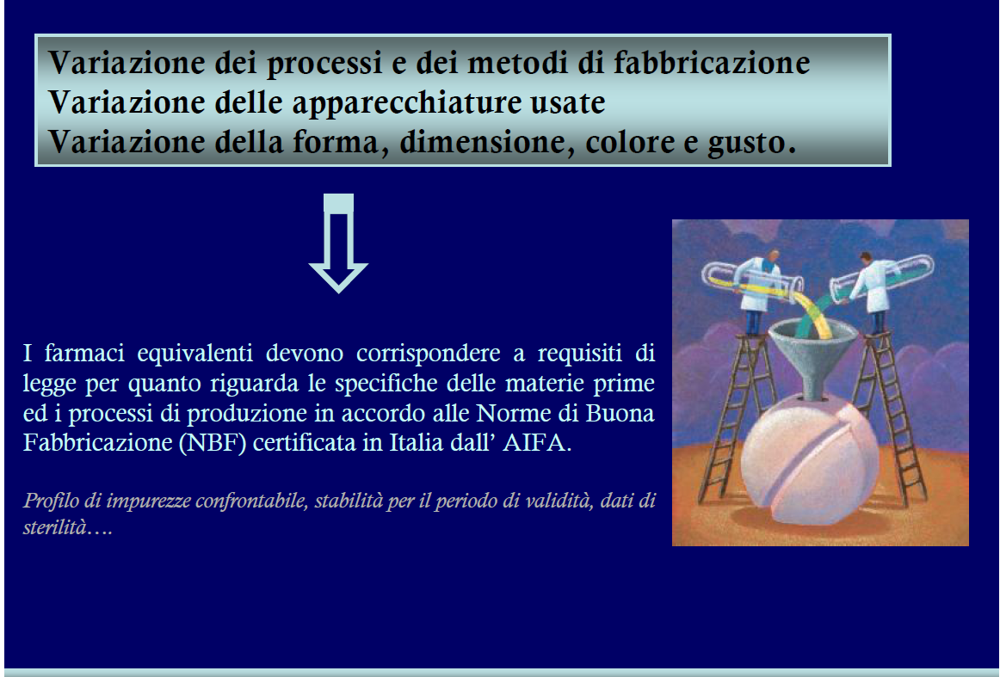 Variazione dei processi e dei metodi di fabbricazione
Variazione delle apparecchiature usate
Variazione della forma, dimensione, colore e gusto.
I farmaci equivalenti devono corrispondere a requisiti di
legge per quanto riguarda le specifiche delle materie prime
ed i processi di produzione in accordo alle Norme di Buona
Fabbricazione (NBF) certificata in Italia dall’ AIFA.
Profilo di impurezze confrontabile, stabilità per il periodo di validità, dati di
sterilità….